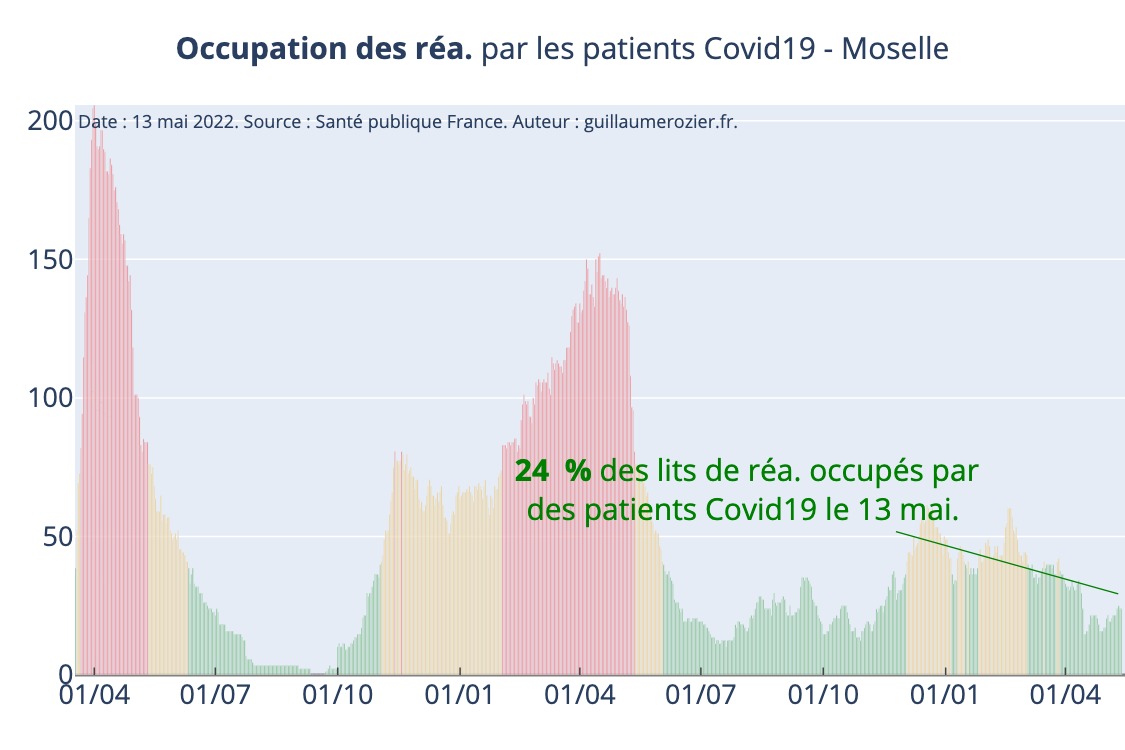 Occupation des réa. par les patients Covid19 - Moselle
200
Date : 13 mai 2022. Source : Santé publique France. Auteur : guillaumerozier.fr.
150
100
24 % des lits de réa. occupés par
des patients Covid19 le 13 mai.
50
0
01/04 01/07 01/10 01/01 01/04 01/07 01/10 01/01 01/04